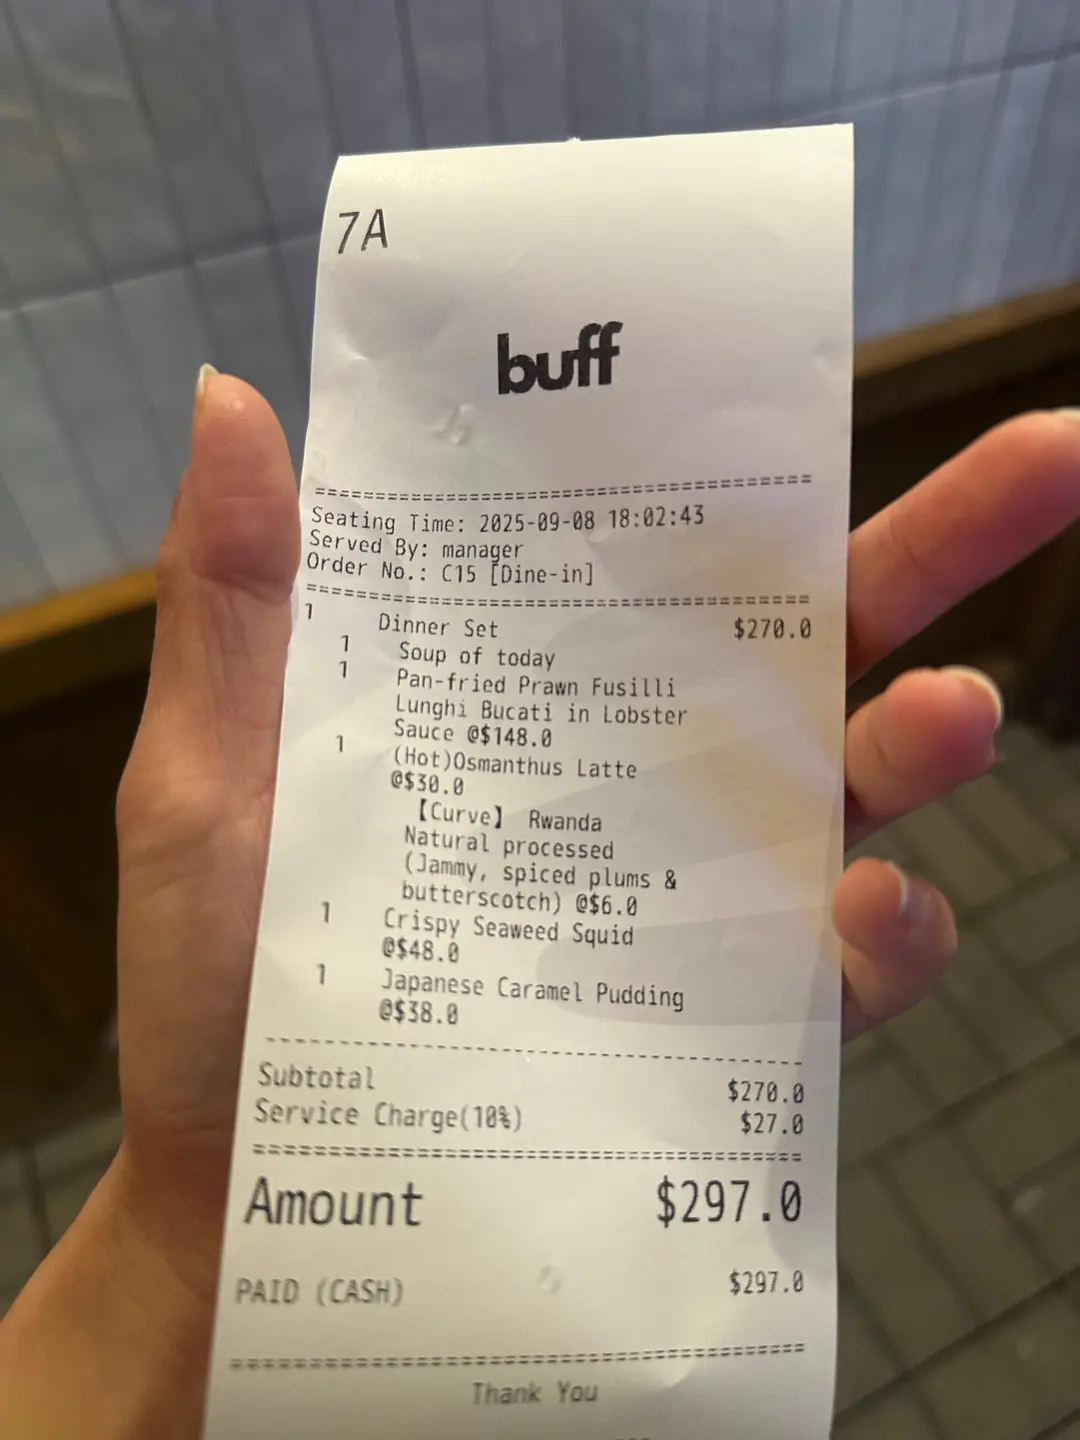 7A
buff
========================================
Seating Time: 2025-09-08 18:02:43
Served By: manager
Order No.: C15 [Dine-in]
========================================
1 Dinner Set $270.0
1 Soup of today
1 Pan-fried Prawn Fusilli
Lunghi Bucati in Lobster
Sauce @$148.0
1 (Hot)Osmanthus Latte
@$30.0
【Curve】 Rwanda
Natural processed
(Jammy, spiced plums &
butterscotch) @$6.0
1 Crispy Seaweed Squid
@$48.0
1 Japanese Caramel Pudding
@$38.0
----------------------------------------
Subtotal $270.0
Service Charge(10%) $27.0
========================================
Amount $297.0
PAID (CASH) $297.0
========================================
Thank You